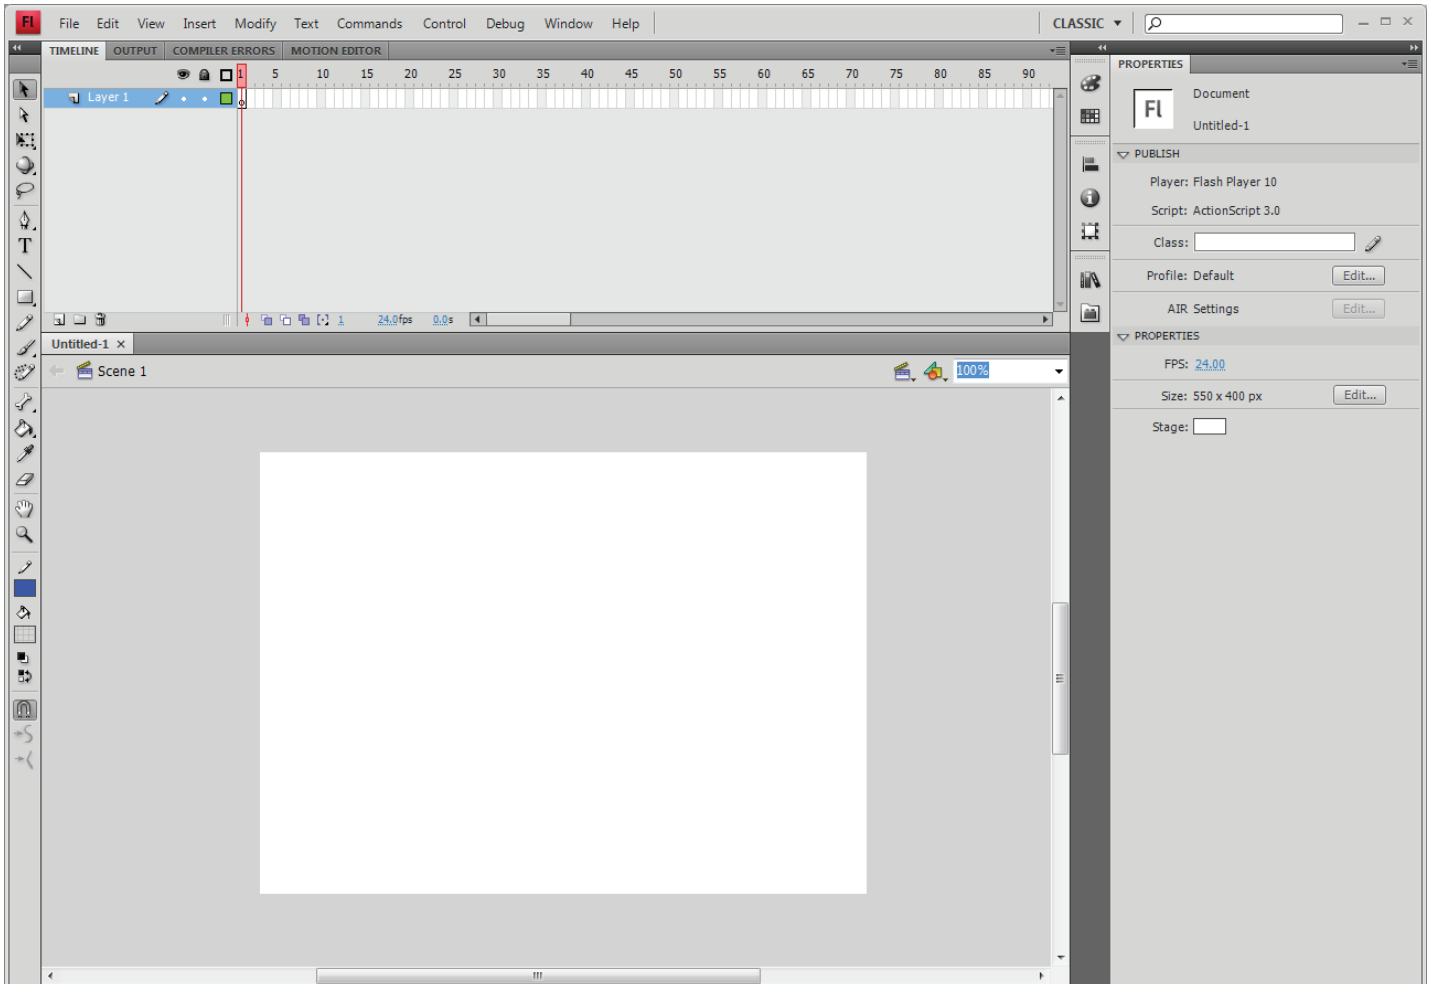 Fl File Edit View Insert Modify Text Commands Control Debug Window Help CLASSIC
TIMELINE OUTPUT COMPILER ERRORS MOTION EDITOR
1 5 10 15 20 25 30 35 40 45 50 55 60 65 70 75 80 85 90
Layer 1
1 24.0fps 0.0s
Untitled-1 ×
Scene 1 100%
T
PROPERTIES
Fl
Document
Untitled-1
PUBLISH
Player: Flash Player 10
Script: ActionScript 3.0
Class:
Profile: Default Edit...
AIR Settings Edit...
PROPERTIES
FPS: 24.00
Size: 550 x 400 px Edit...
Stage: